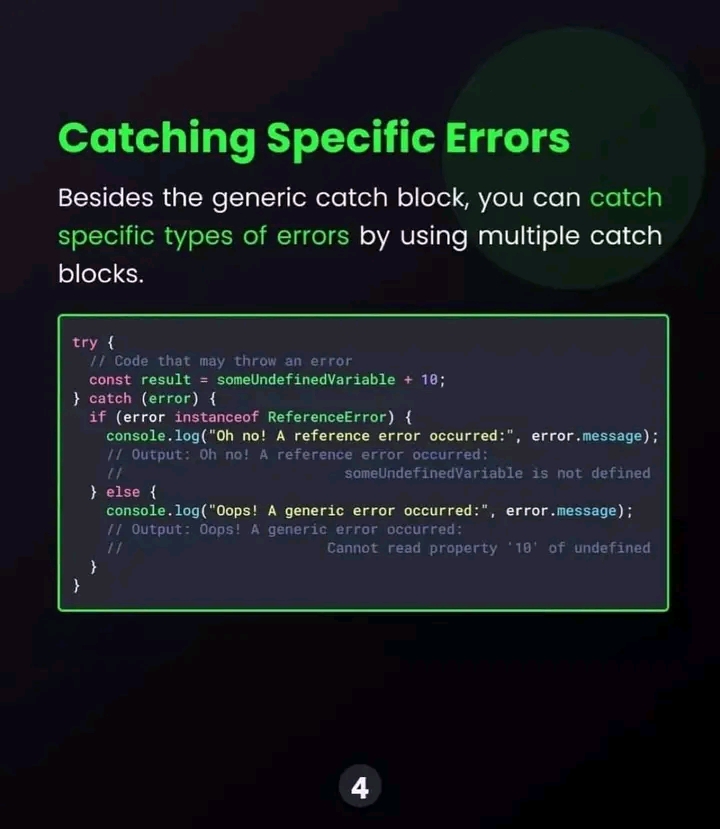 Catching Specific Errors
Besides the generic catch block, you can catch
specific types of errors by using multiple catch
blocks.
try {
  // Code that may throw an error
  const result = someUndefinedVariable + 10;
} catch (error) {
  if (error instanceof ReferenceError) {
    console.log("Oh no! A reference error occurred:", error.message);
    // Output: Oh no! A reference error occurred:
    //                          someUndefinedVariable is not defined
  } else {
    console.log("Oops! A generic error occurred:", error.message);
    // Output: Oops! A generic error occurred:
    //                        Cannot read property '10' of undefined
  }
}
4